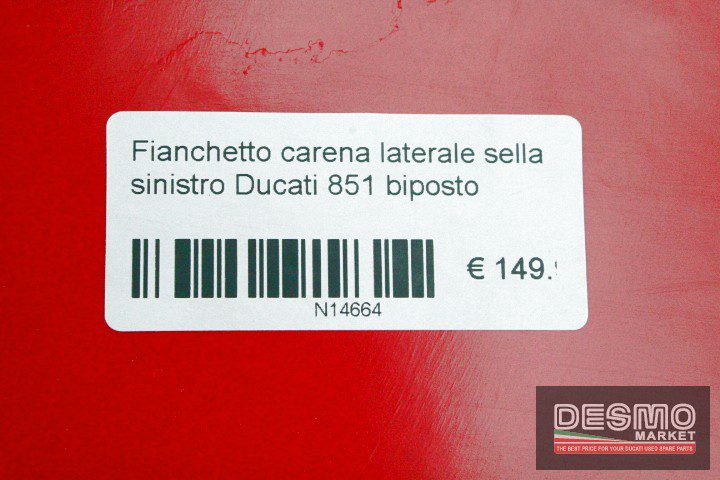 Fianchetto carena laterale sella
sinistro Ducati 851 biposto
€ 149.
N14664
DESMO
MARKET
THE BEST PRICE FOR YOUR DUCATI USED SPARE PARTS